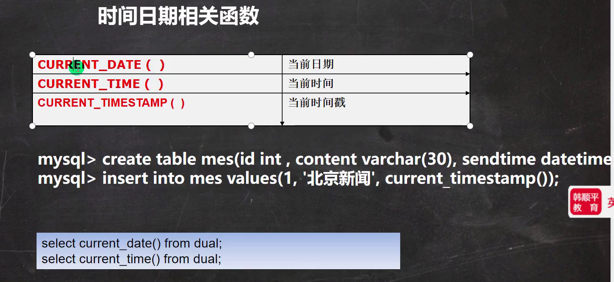 时间日期相关函数
CURRENT_DATE ( ) 当前日期
CURRENT_TIME ( ) 当前时间
CURRENT_TIMESTAMP ( ) 当前时间戳
mysql> create table mes(id int , content varchar(30), sendtime datetime
mysql> insert into mes values(1, '北京新闻', current_timestamp());
韩顺平
教育
select current_date() from dual;
select current_time() from dual;